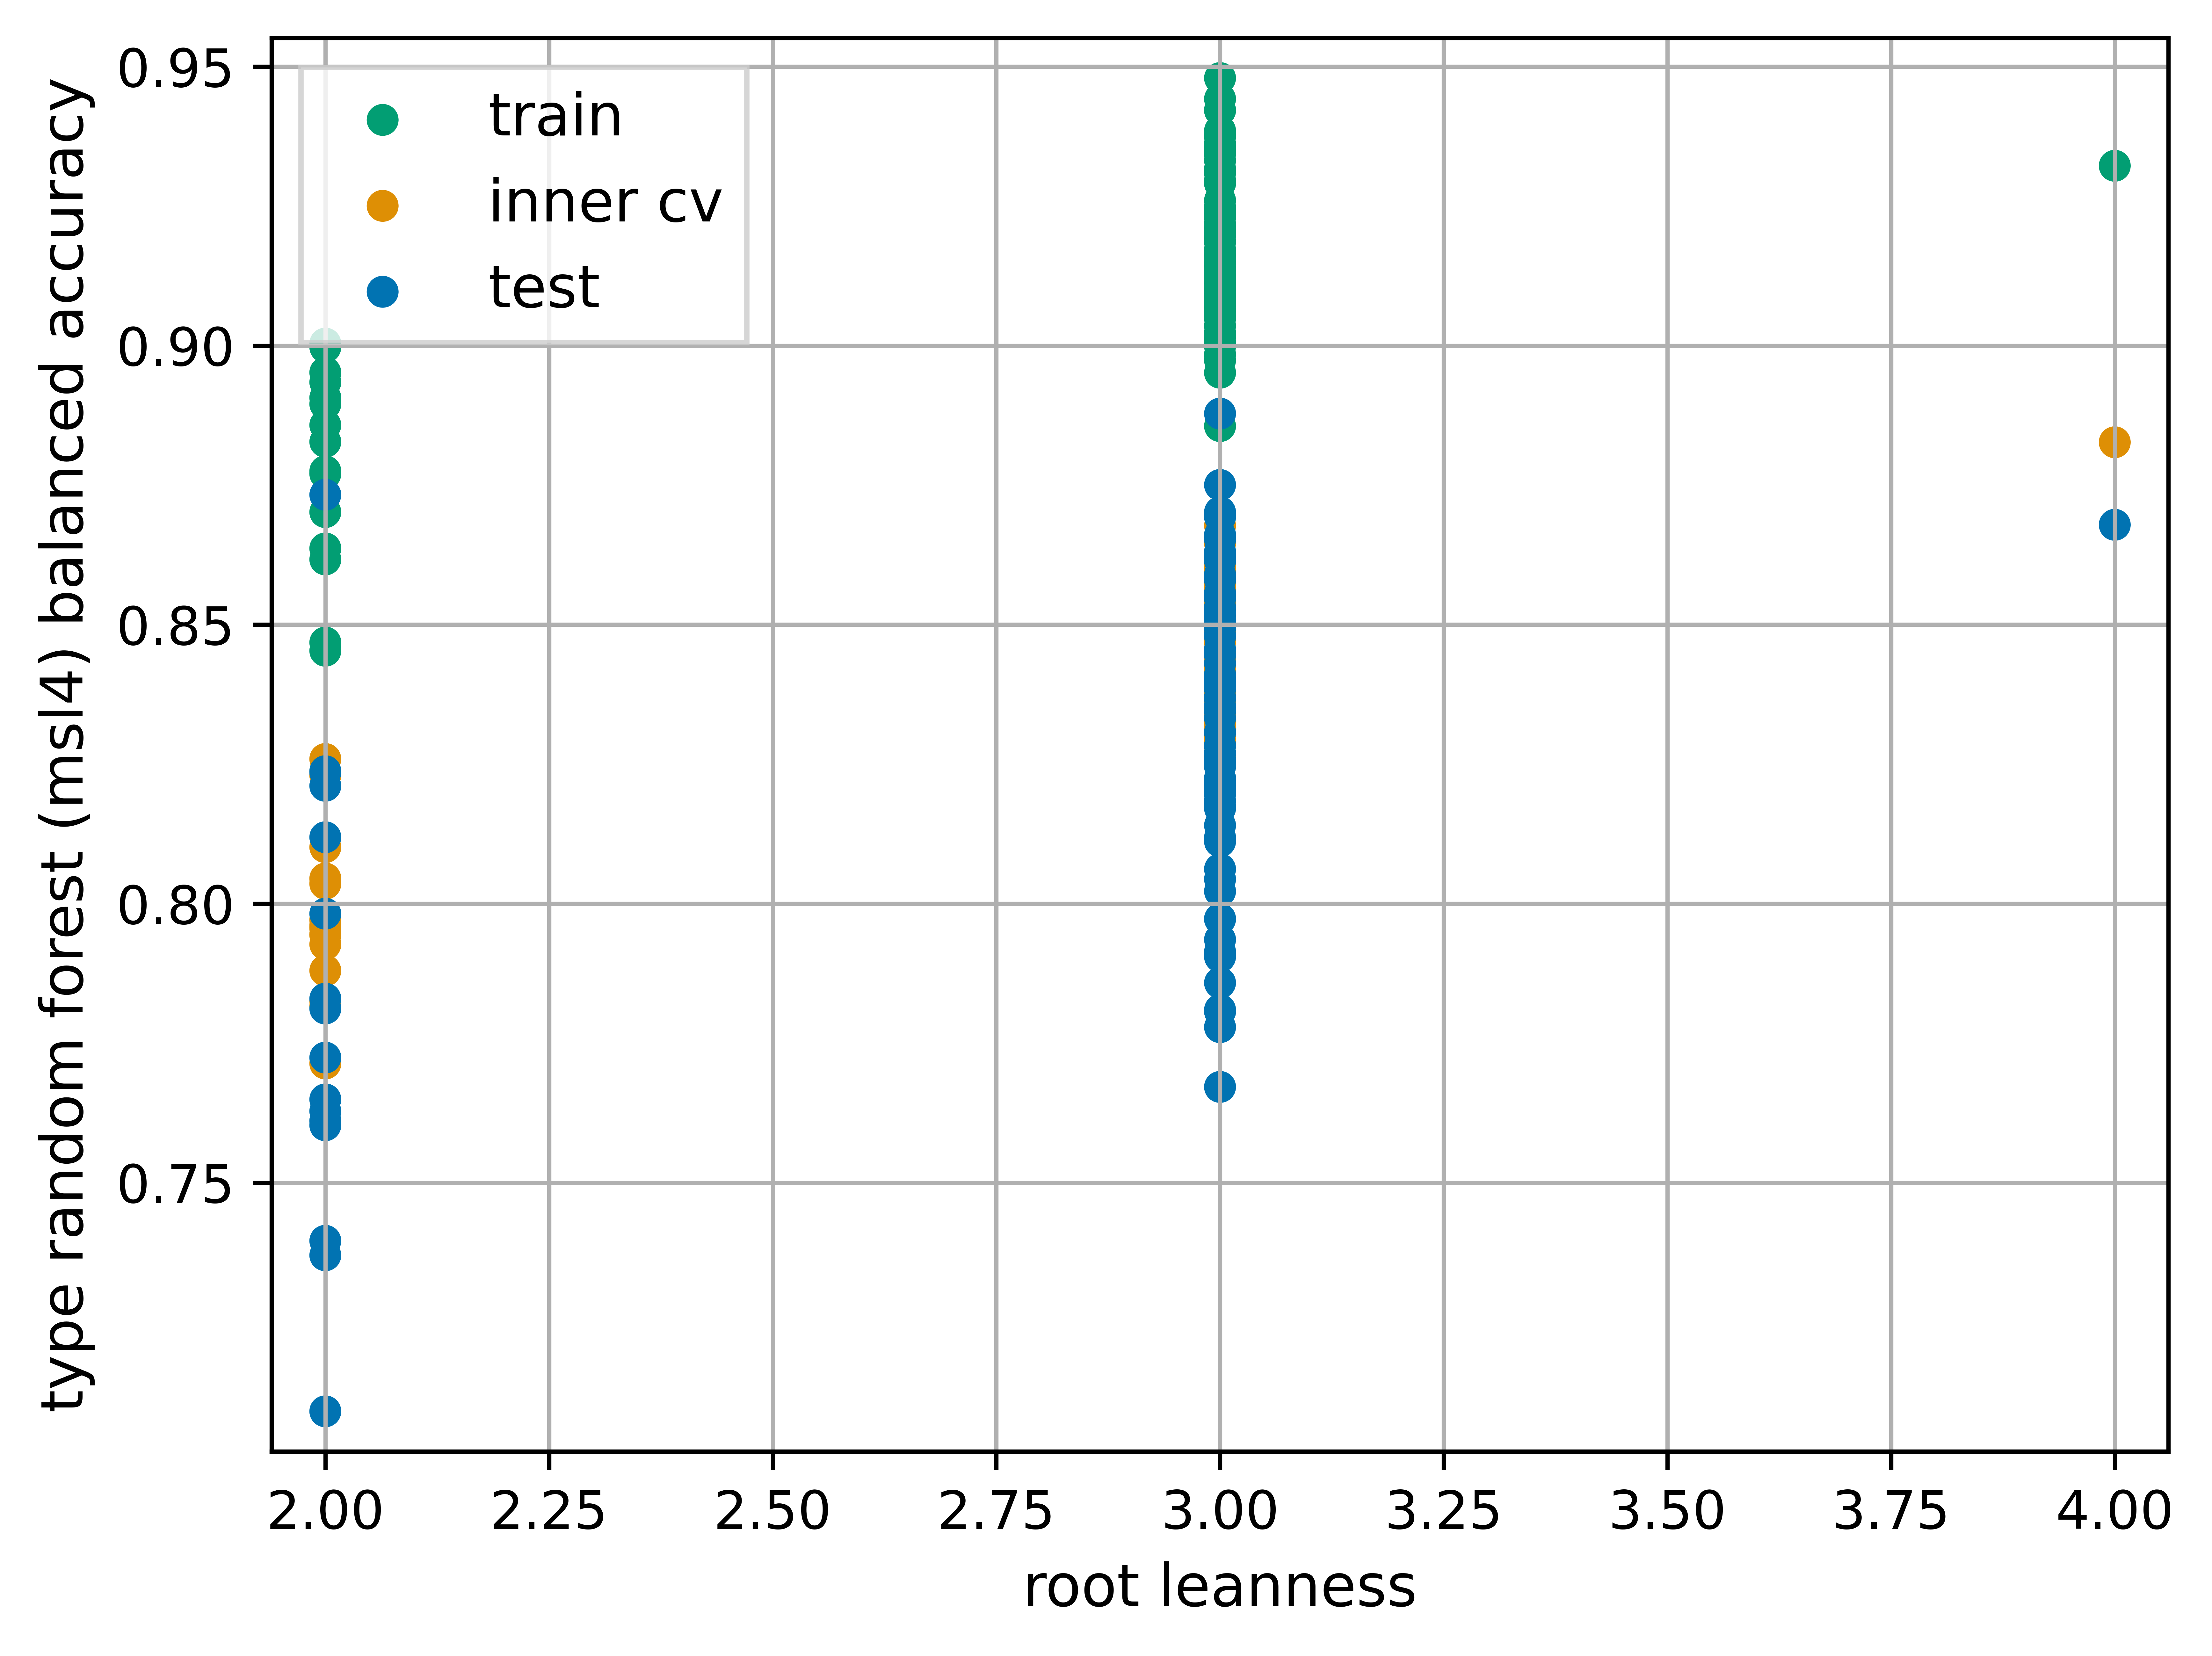 type random forest (msl4) balanced accuracy
0.95
0.90
0.85
0.80
0.75
train
inner cv
test
2.00 2.25 2.50 2.75 3.00 3.25 3.50 3.75 4.00
root leanness